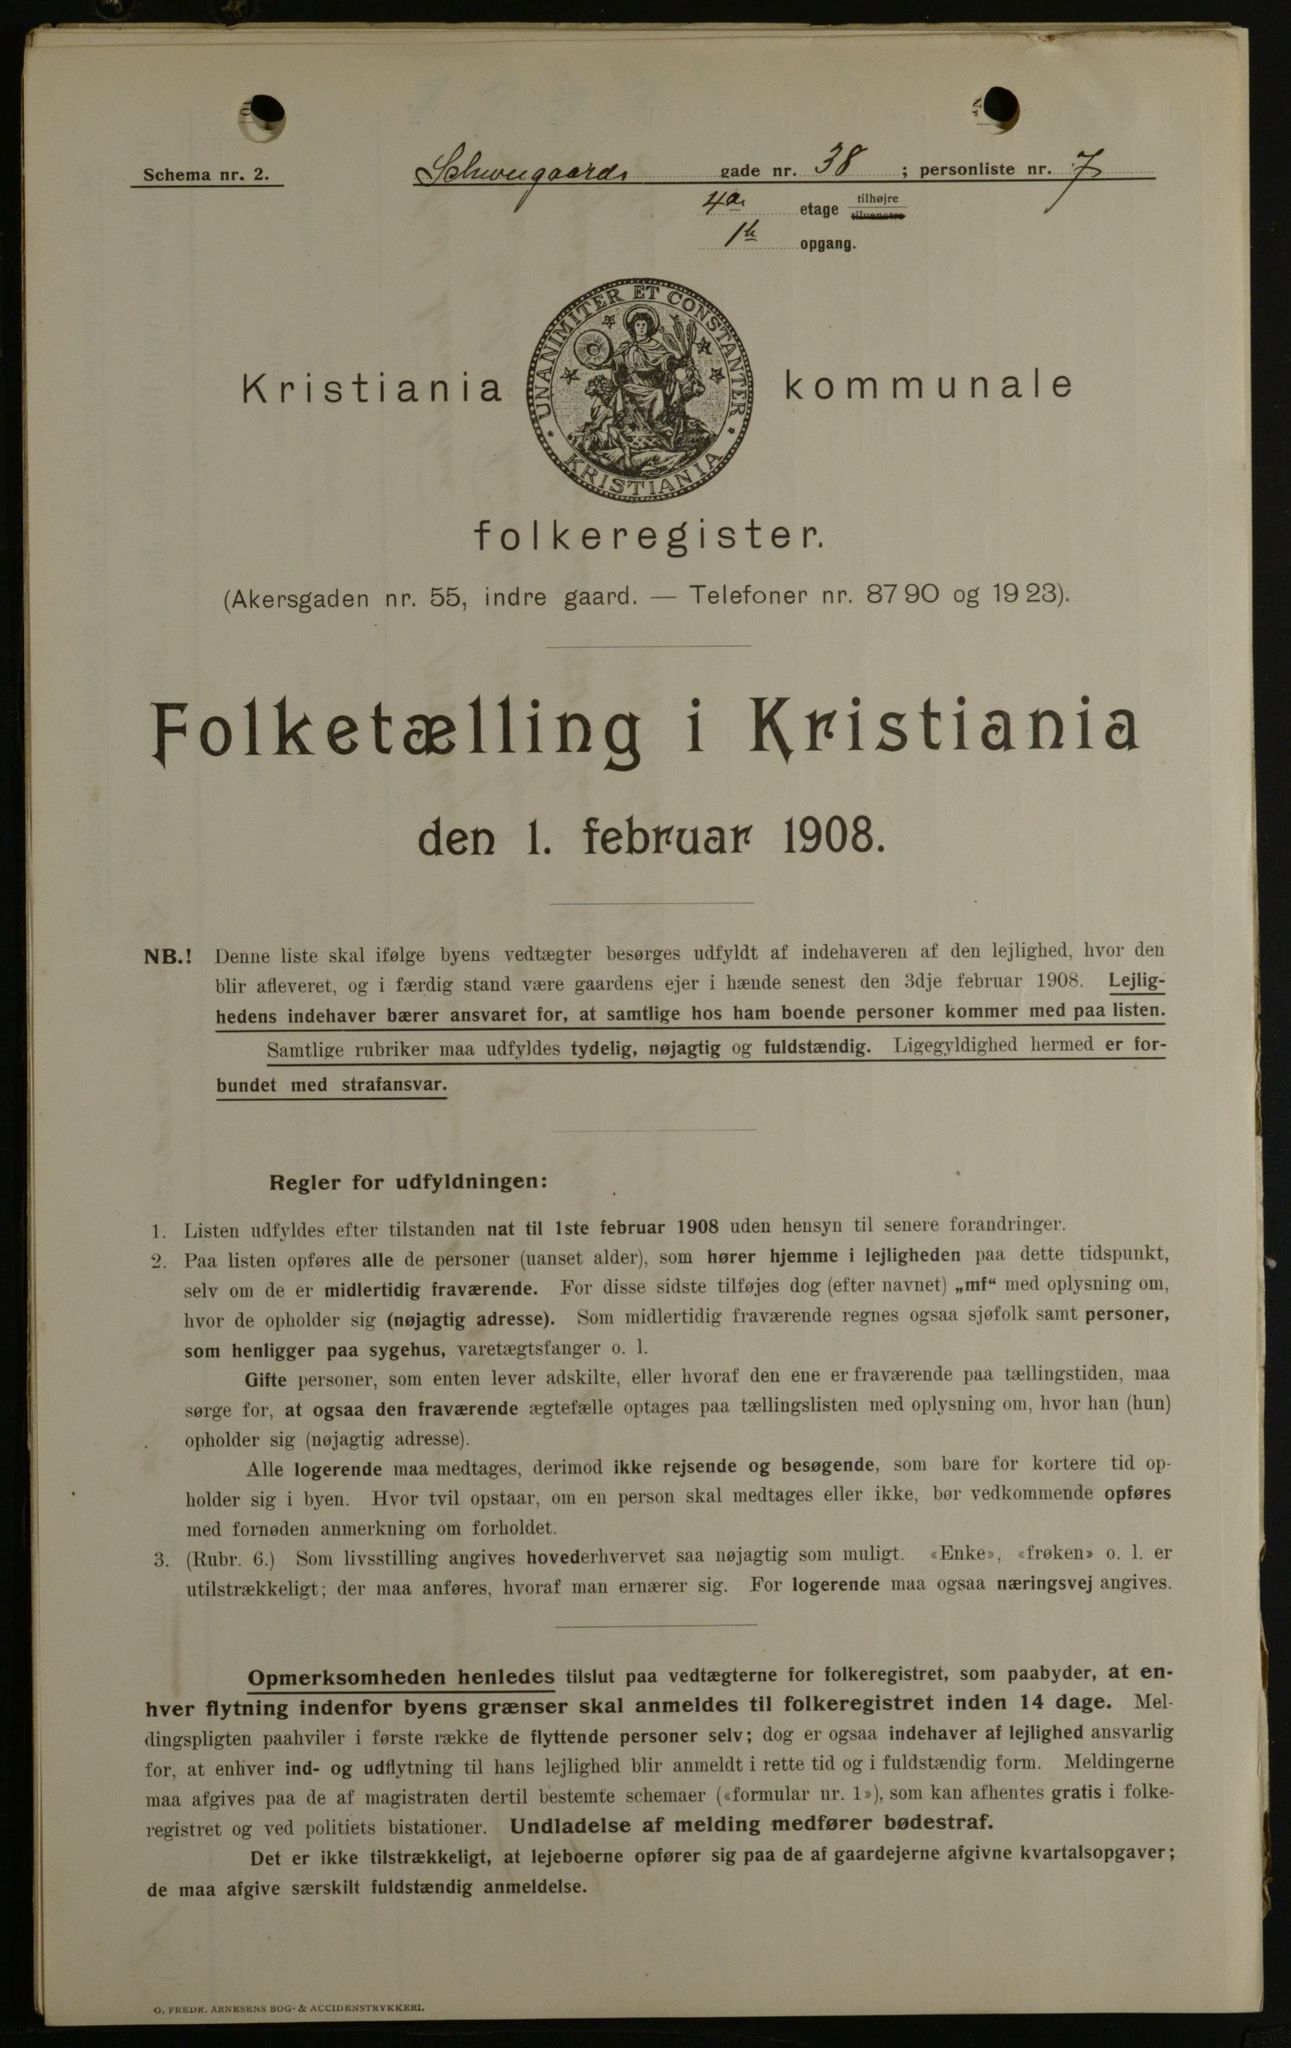 Schema nr. 2. Schweigaards gade nr. 38 ; personliste nr. 7
4de etage tilhøjre
tilvenstre
opgang.
UNANIMITER ET CONSTANTER
KRISTIANIA
Kristiania kommunale
folkeregister.
(Akersgaden nr. 55, indre gaard. — Telefoner nr. 87 90 og 19 23).
Folketælling i Kristiania
den 1. februar 1908.
NB.! Denne liste skal ifølge byens vedtægter besørges udfyldt af indehaveren af den lejlighed, hvor den
blir afleveret, og i færdig stand være gaardens ejer i hænde senest den 3dje februar 1908. Lejlig-
hedens indehaver bærer ansvaret for, at samtlige hos ham boende personer kommer med paa listen.
Samtlige rubriker maa udfyldes tydelig, nøjagtig og fuldstændig. Ligegyldighed hermed er for-
bundet med strafansvar.
Regler for udfyldningen:
1. Listen udfyldes efter tilstanden nat til 1ste februar 1908 uden hensyn til senere forandringer.
2. Paa listen opføres alle de personer (uanset alder), som hører hjemme i lejligheden paa dette tidspunkt,
selv om de er midlertidig fraværende. For disse sidste tilføjes dog (efter navnet) „mf“ med oplysning om,
hvor de opholder sig (nøjagtig adresse). Som midlertidig fraværende regnes ogsaa sjøfolk samt personer,
som henligger paa sygehus, varetægtsfanger o. l.
Gifte personer, som enten lever adskilte, eller hvoraf den ene er fraværende paa tællingstiden, maa
sørge for, at ogsaa den fraværende ægtefælle optages paa tællingslisten med oplysning om, hvor han (hun)
opholder sig (nøjagtig adresse).
Alle logerende maa medtages, derimod ikke rejsende og besøgende, som bare for kortere tid op-
holder sig i byen. Hvor tvil opstaar, om en person skal medtages eller ikke, bør vedkommende opføres
med fornøden anmerkning om forholdet.
3. (Rubr. 6.) Som livsstilling angives hovederhvervet saa nøjagtig som muligt. «Enke», «frøken» o. l. er
utilstrækkeligt; der maa anføres, hvoraf man ernærer sig. For logerende maa ogsaa næringsvej angives.
Opmerksomheden henledes tilslut paa vedtægterne for folkeregistret, som paabyder, at en-
hver flytning indenfor byens grænser skal anmeldes til folkeregistret inden 14 dage. Mel-
dingspligten paahviler i første række de flyttende personer selv; dog er ogsaa indehaver af lejlighed ansvarlig
for, at enhver ind- og udflytning til hans lejlighed blir anmeldt i rette tid og i fuldstændig form. Meldingerne
maa afgives paa de af magistraten dertil bestemte schemaer («formular nr. 1»), som kan afhentes gratis i folke-
registret og ved politiets bistationer. Undladelse af melding medfører bødestraf.
Det er ikke tilstrækkeligt, at lejeboerne opfører sig paa de af gaardejerne afgivne kvartalsopgaver;
de maa afgive særskilt fuldstændig anmeldelse.
O. FREDR. ARNESENS BOG- & ACCIDENSTRYKKERI.